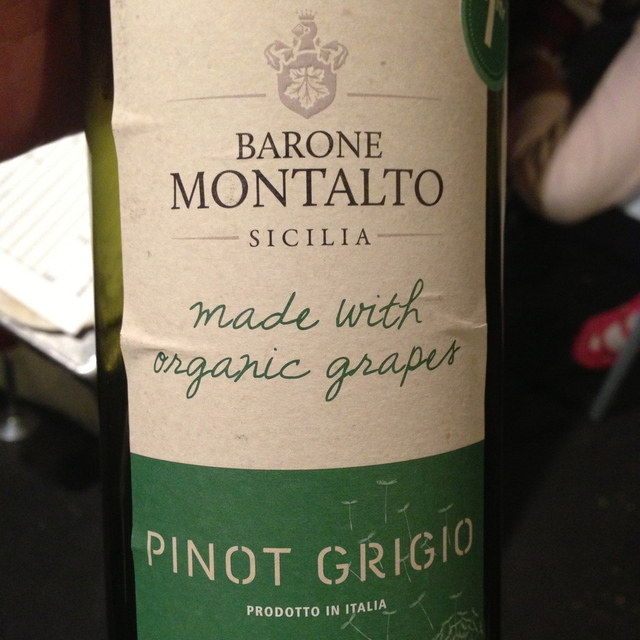 BARONE
MONTALTO
SICILIA
made with
organic grapes
PINOT GRIGIO
PRODOTTO IN ITALIA